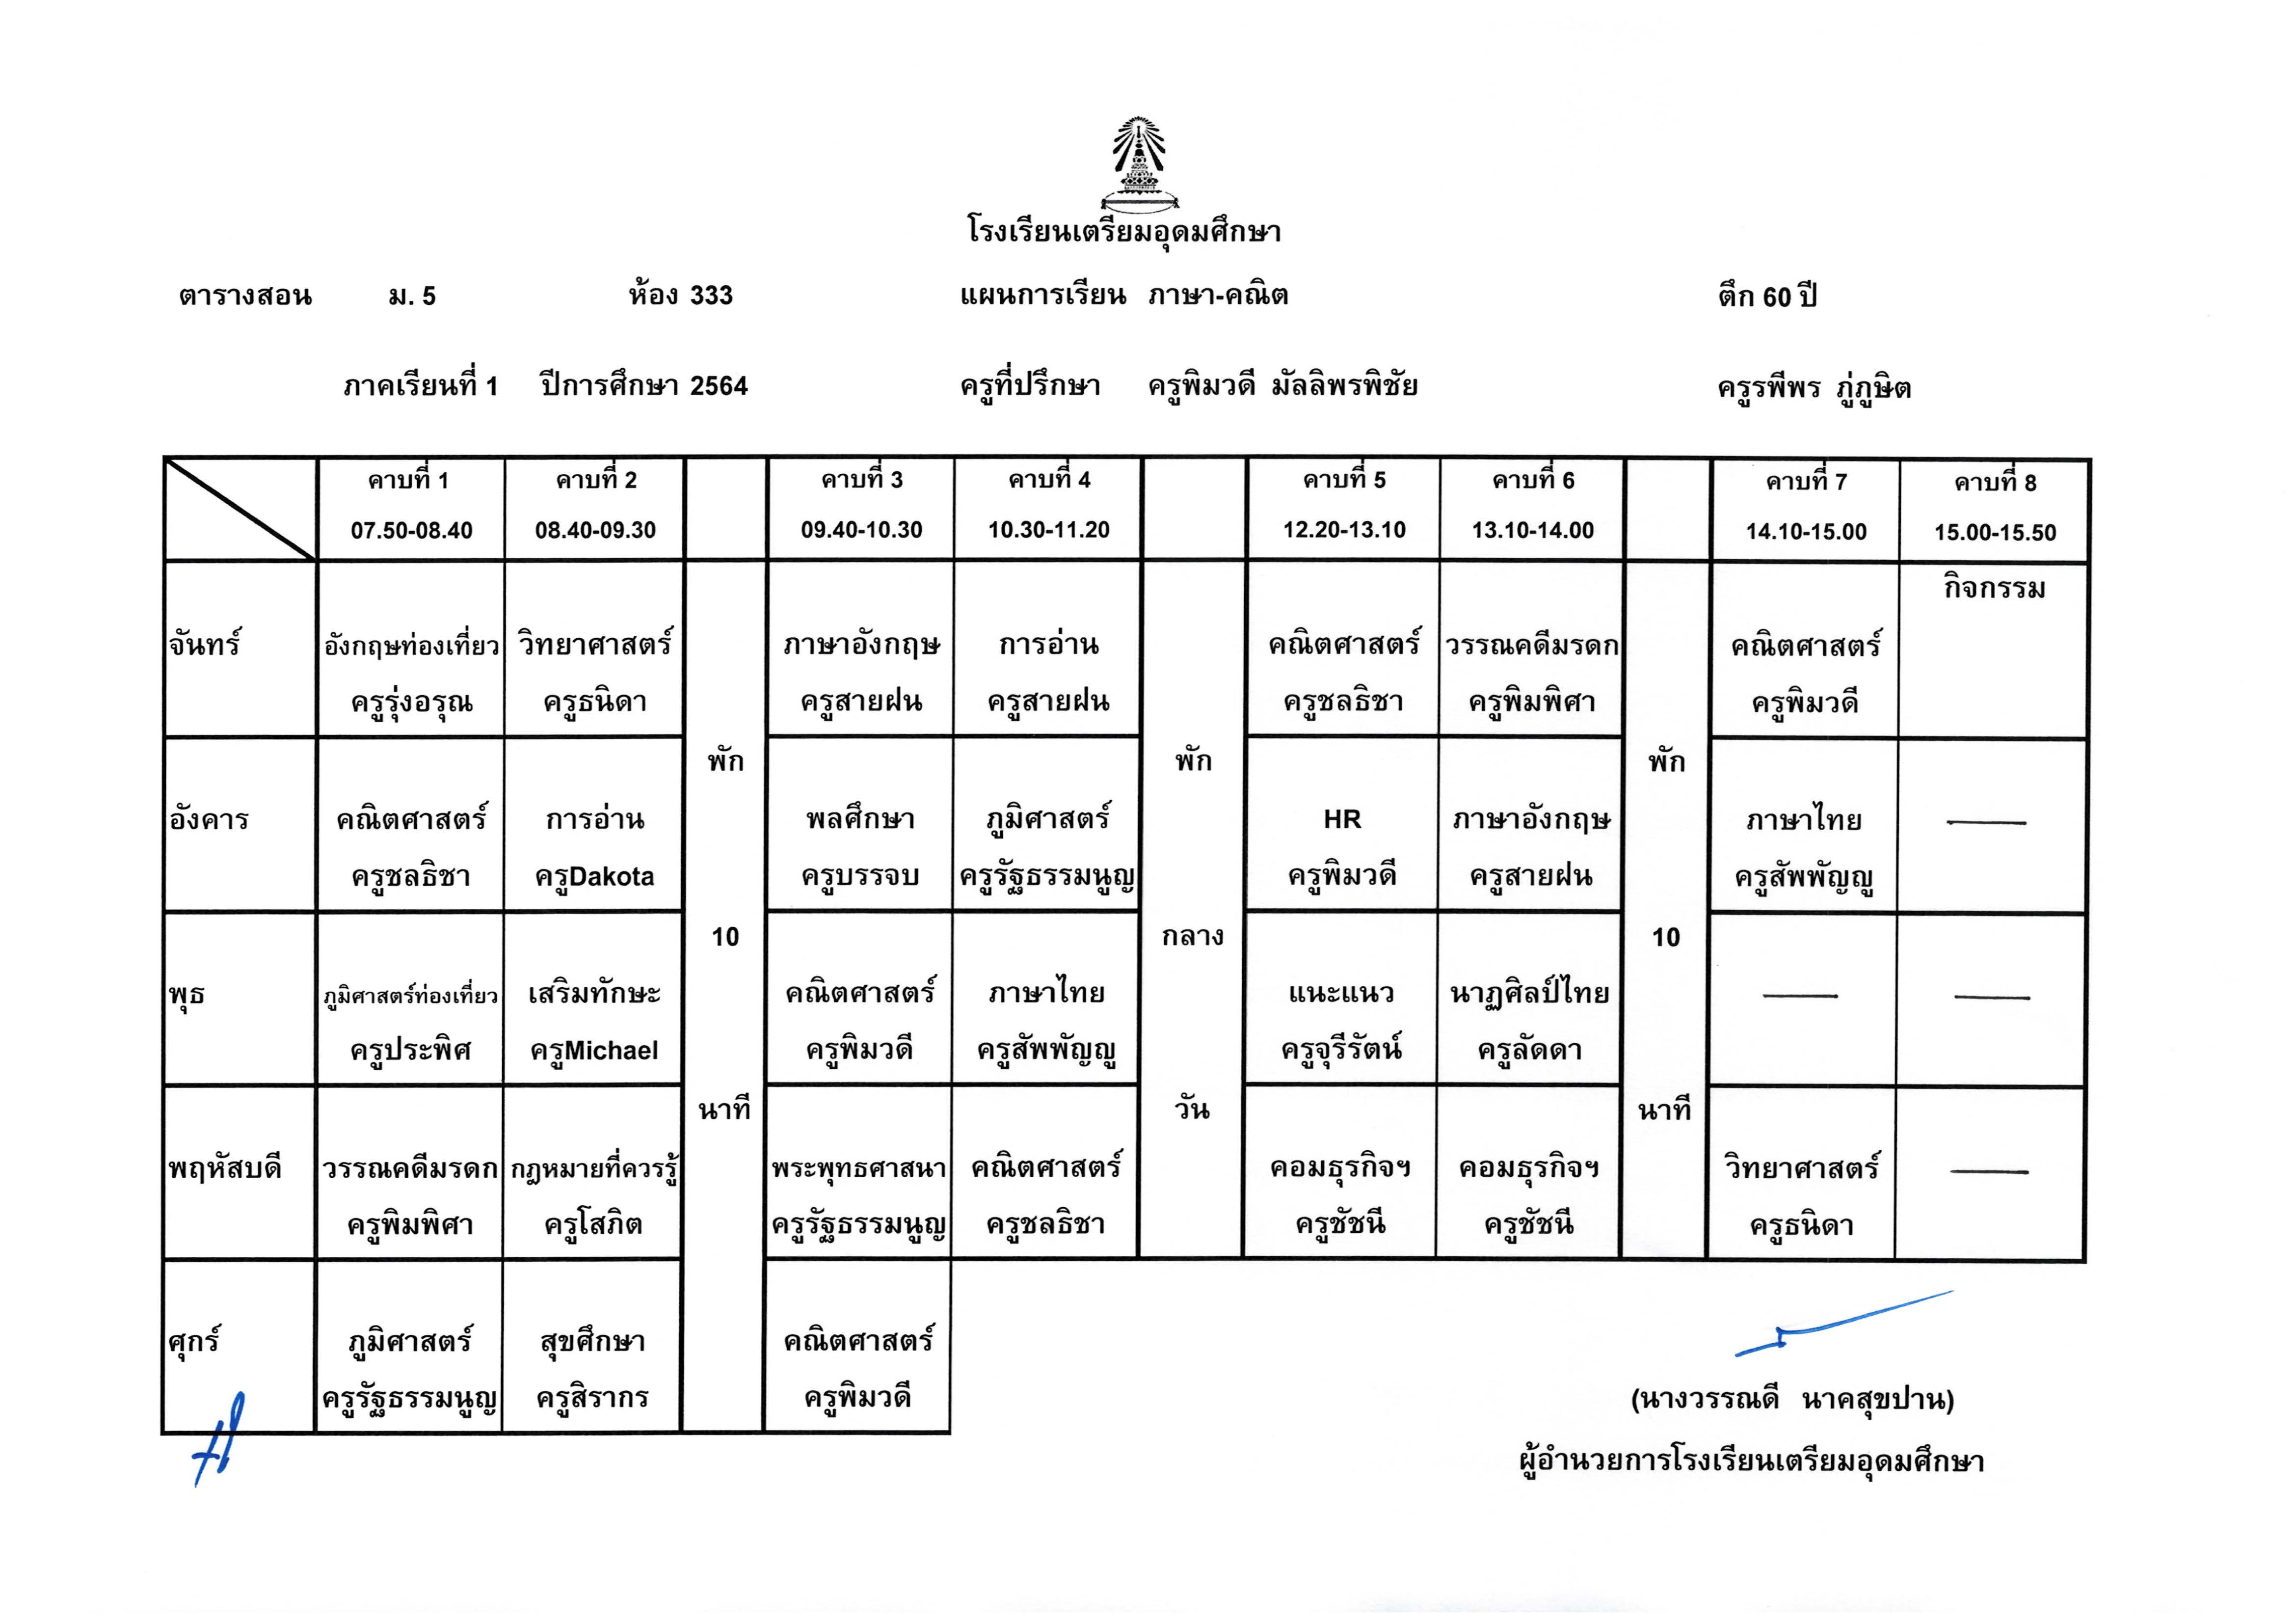 โรงเรียนเตรียมอุดมศึกษา
ตารางสอน ม. 5 ห้อง 333 แผนการเรียน ภาษา-คณิต ตึก 60 ปี
ภาคเรียนที่ 1 ปีการศึกษา 2564 ครูที่ปรึกษา ครูพิมวดี มัลลิพรพิชัย ครูรพีพร ภู่ภูษิต
คาบที่ 1 คาบที่ 2 คาบที่ 3 คาบที่ 4 คาบที่ 5 คาบที่ 6 คาบที่ 7 คาบที่ 8
07.50-08.40 08.40-09.30 09.40-10.30 10.30-11.20 12.20-13.10 13.10-14.00 14.10-15.00 15.00-15.50
กิจกรรม
จันทร์ อังกฤษท่องเที่ยว วิทยาศาสตร์ ภาษาอังกฤษ การอ่าน คณิตศาสตร์ วรรณคดีมรดก คณิตศาสตร์
ครูรุ่งอรุณ ครูธนิดา ครูสายฝน ครูสายฝน ครูชลธิชา ครูพิมพิศา ครูพิมวดี
พัก พัก พัก
อังคาร คณิตศาสตร์ การอ่าน พลศึกษา ภูมิศาสตร์ HR ภาษาอังกฤษ ภาษาไทย
ครูชลธิชา ครูDakota ครูบรรจบ ครูรัฐธรรมนูญ ครูพิมวดี ครูสายฝน ครูสัพพัญญู
10 กลาง 10
พุธ ภูมิศาสตร์ท่องเที่ยว เสริมทักษะ คณิตศาสตร์ ภาษาไทย แนะแนว นาฏศิลป์ไทย
ครูประพิศ ครูMichael ครูพิมวดี ครูสัพพัญญู ครูจุรีรัตน์ ครูลัดดา
นาที วัน นาที
พฤหัสบดี วรรณคดีมรดก กฎหมายที่ควรรู้ พระพุทธศาสนา คณิตศาสตร์ คอมธุรกิจฯ คอมธุรกิจฯ วิทยาศาสตร์
ครูพิมพิศา ครูโสภิต ครูรัฐธรรมนูญ ครูชลธิชา ครูชัชนี ครูชัชนี ครูธนิดา
ศุกร์ ภูมิศาสตร์ สุขศึกษา คณิตศาสตร์
ครูรัฐธรรมนูญ ครูสิรากร ครูพิมวดี
(นางวรรณดี นาคสุขปาน)
ผู้อำนวยการโรงเรียนเตรียมอุดมศึกษา